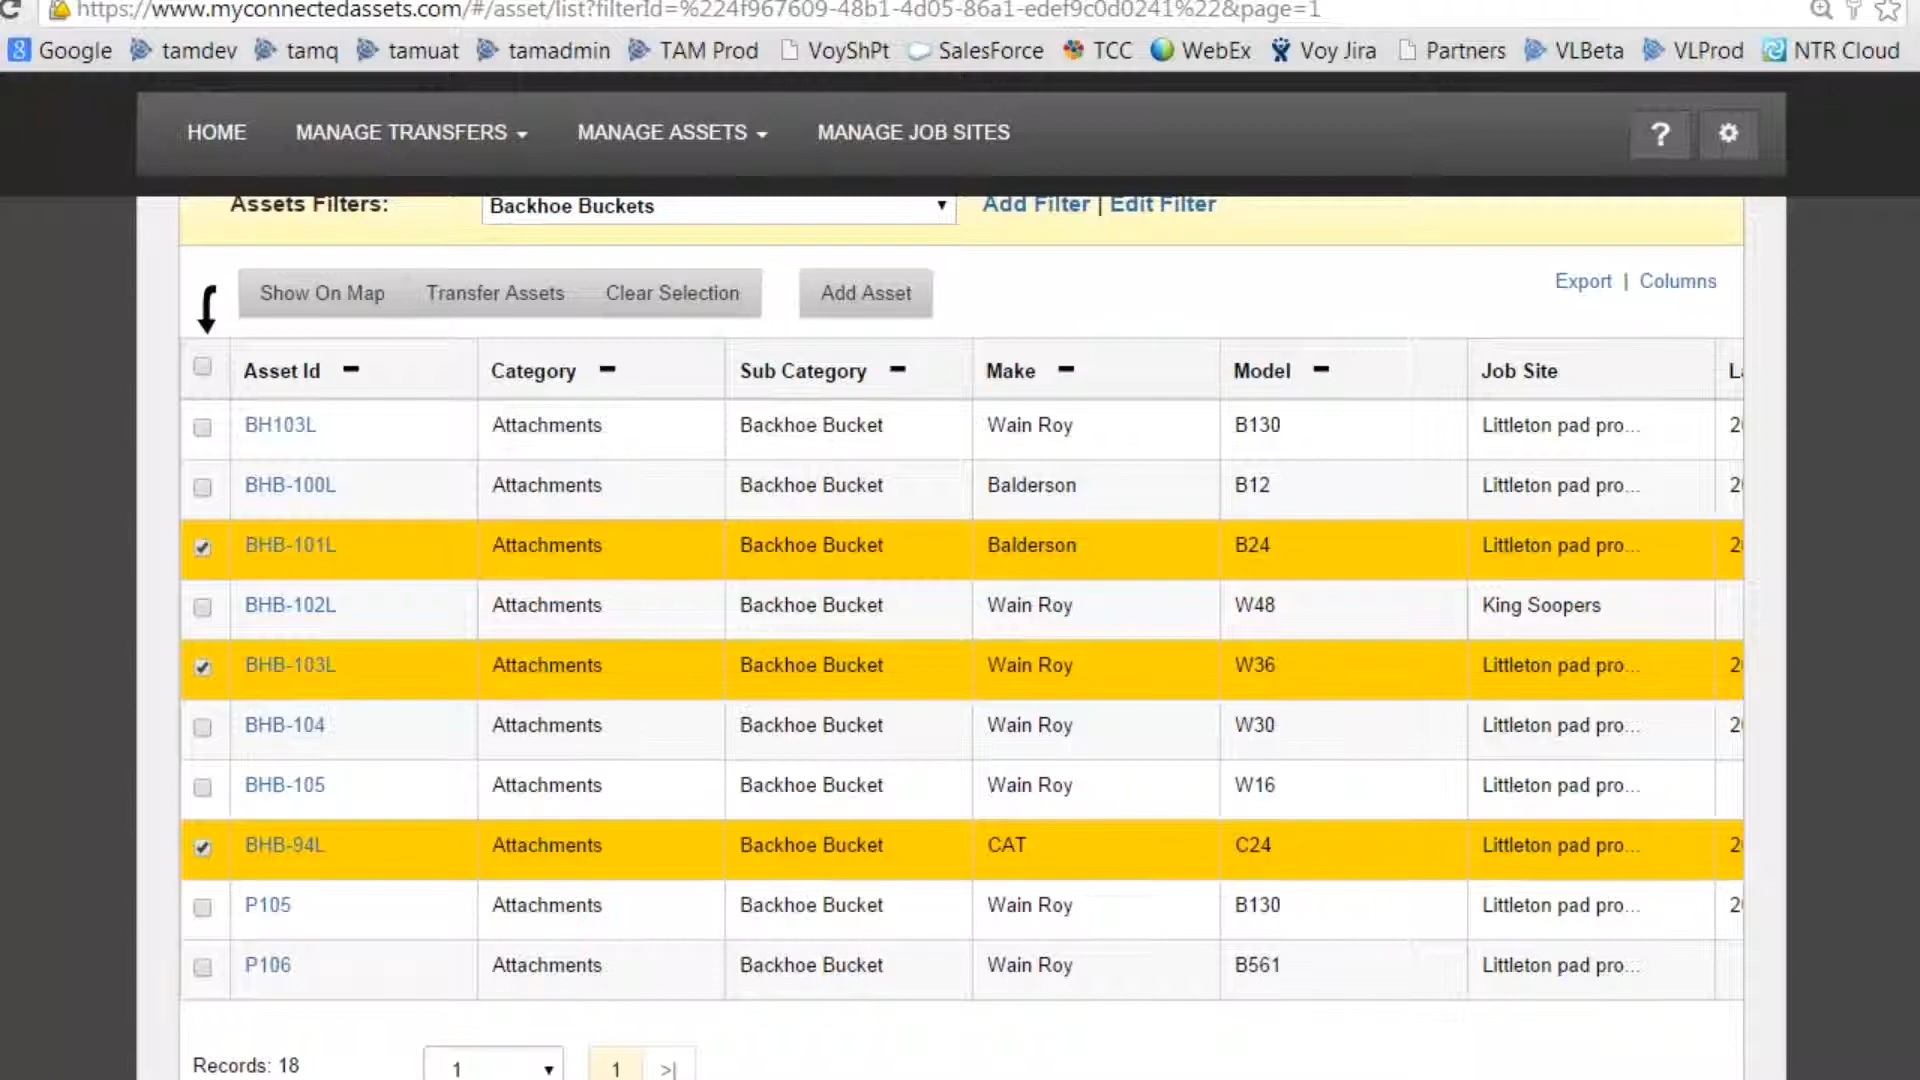 https://www.myconnectedassets.com/#/asset/list?filterId=%224f967609-48b1-4d05-86a1-edef9c0d0241%22&page=1
8 Google tamdev tamq tamuat tamadmin TAM Prod VoyShPt SalesForce TCC WebEx Voy Jira Partners VLBeta VLProd NTR Cloud
HOME MANAGE TRANSFERS MANAGE ASSETS MANAGE JOB SITES ?
Assets Filters: Backhoe Buckets Add Filter | Edit Filter
Show On Map Transfer Assets Clear Selection Add Asset Export | Columns
Asset Id Category Sub Category Make Model Job Site
BH103L Attachments Backhoe Bucket Wain Roy B130 Littleton pad pro... 2
BHB-100L Attachments Backhoe Bucket Balderson B12 Littleton pad pro... 2
BHB-101L Attachments Backhoe Bucket Balderson B24 Littleton pad pro... 2
BHB-102L Attachments Backhoe Bucket Wain Roy W48 King Soopers
BHB-103L Attachments Backhoe Bucket Wain Roy W36 Littleton pad pro... 2
BHB-104 Attachments Backhoe Bucket Wain Roy W30 Littleton pad pro... 2
BHB-105 Attachments Backhoe Bucket Wain Roy W16 Littleton pad pro...
BHB-94L Attachments Backhoe Bucket CAT C24 Littleton pad pro... 2
P105 Attachments Backhoe Bucket Wain Roy B130 Littleton pad pro... 2
P106 Attachments Backhoe Bucket Wain Roy B561 Littleton pad pro...
Records: 18 1 1 >|